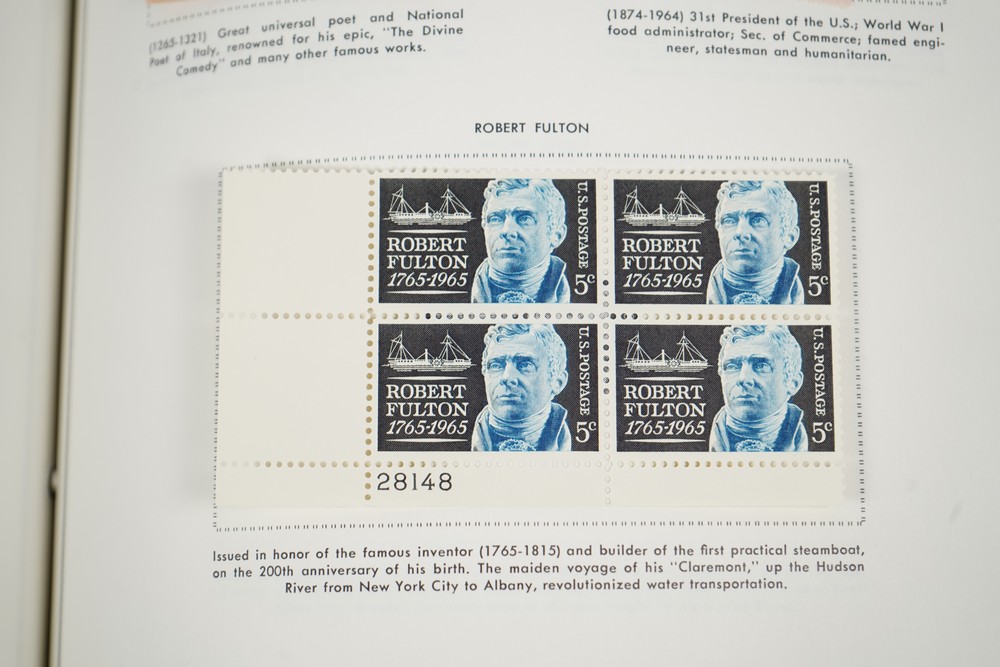 (1265-1321) Great universal poet and National
Poet of Italy, renowned for his epic, "The Divine
Comedy" and many other famous works.
(1874-1964) 31st President of the U.S.; World War I
food administrator; Sec. of Commerce; famed engi-
neer, statesman and humanitarian.
ROBERT FULTON
ROBERT
FULTON
1765-1965
U.S. POSTAGE
5c
ROBERT
FULTON
1765-1965
U.S. POSTAGE
5c
ROBERT
FULTON
1765-1965
U.S. POSTAGE
5c
ROBERT
FULTON
1765-1965
U.S. POSTAGE
5c
28148
Issued in honor of the famous inventor (1765-1815) and builder of the first practical steamboat,
on the 200th anniversary of his birth. The maiden voyage of his "Claremont," up the Hudson
River from New York City to Albany, revolutionized water transportation.